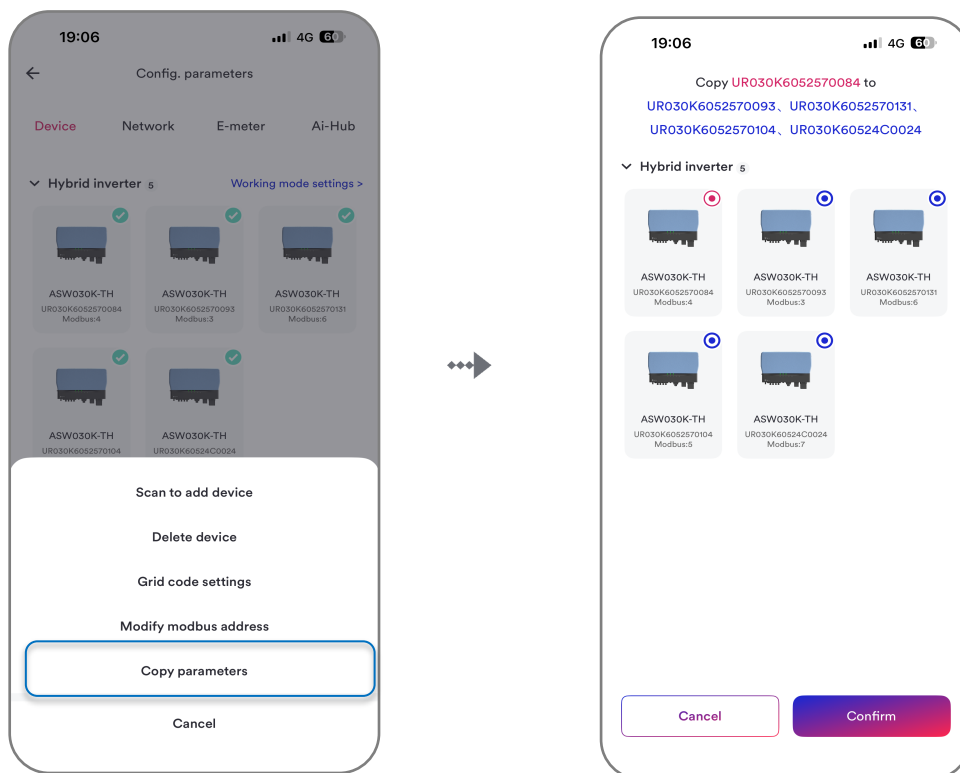 19:06
4G 60
Config. parameters
Device Network E-meter Ai-Hub
Hybrid inverter 5 Working mode settings >
ASW030K-TH ASW030K-TH ASW030K-TH
UR030K6052570084 UR030K6052570093 UR030K6052570131
Modbus:4 Modbus:3 Modbus:6
ASW030K-TH ASW030K-TH
UR030K6052570104 UR030K60524C0024
Scan to add device
Delete device
Grid code settings
Modify modbus address
Copy parameters
Cancel
19:06
4G 60
Copy UR030K6052570084 to
UR030K6052570093、UR030K6052570131、
UR030K6052570104、UR030K60524C0024
Hybrid inverter 5
ASW030K-TH ASW030K-TH ASW030K-TH
UR030K6052570084 UR030K6052570093 UR030K6052570131
Modbus:4 Modbus:3 Modbus:6
ASW030K-TH ASW030K-TH
UR030K6052570104 UR030K60524C0024
Modbus:5 Modbus:7
Cancel Confirm